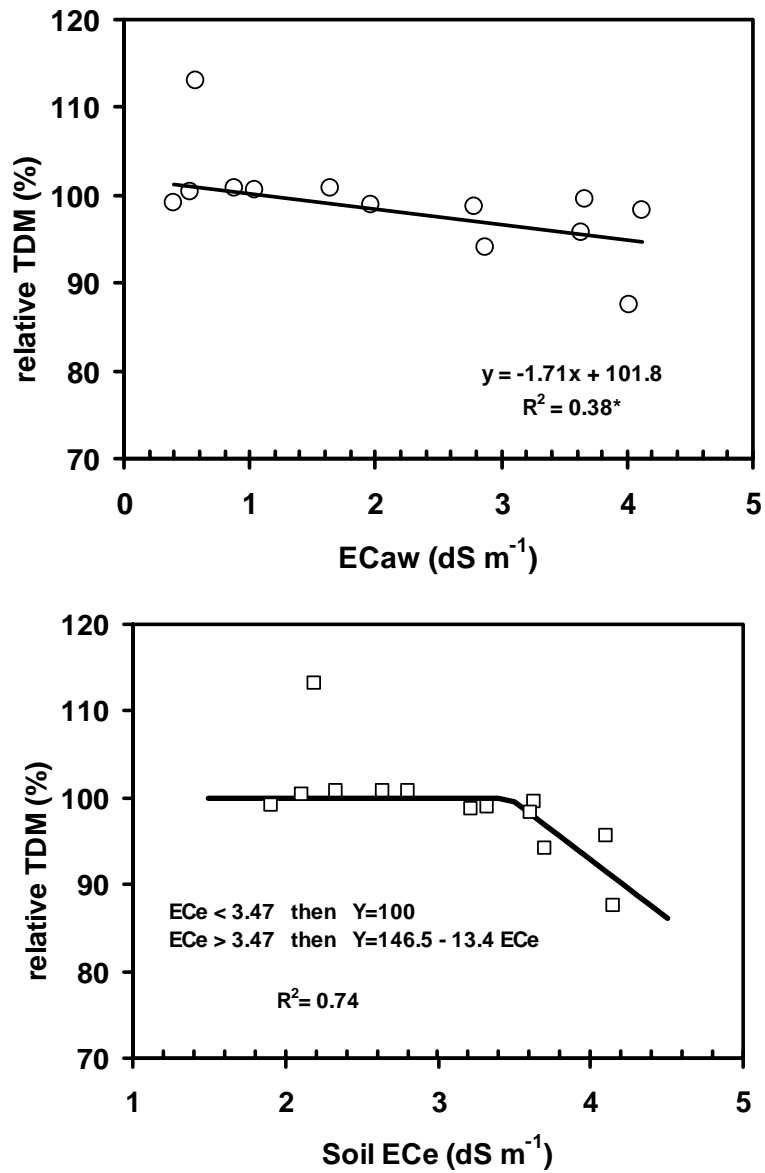 120
110
100
90
80
70
relative TDM (%)
y = -1.71x + 101.8
R² = 0.38*
0 1 2 3 4 5
ECaw (dS m⁻¹)
120
110
100
90
80
70
relative TDM (%)
ECe < 3.47 then Y=100
ECe > 3.47 then Y=146.5 - 13.4 ECe
R²= 0.74
1 2 3 4 5
Soil ECe (dS m⁻¹)